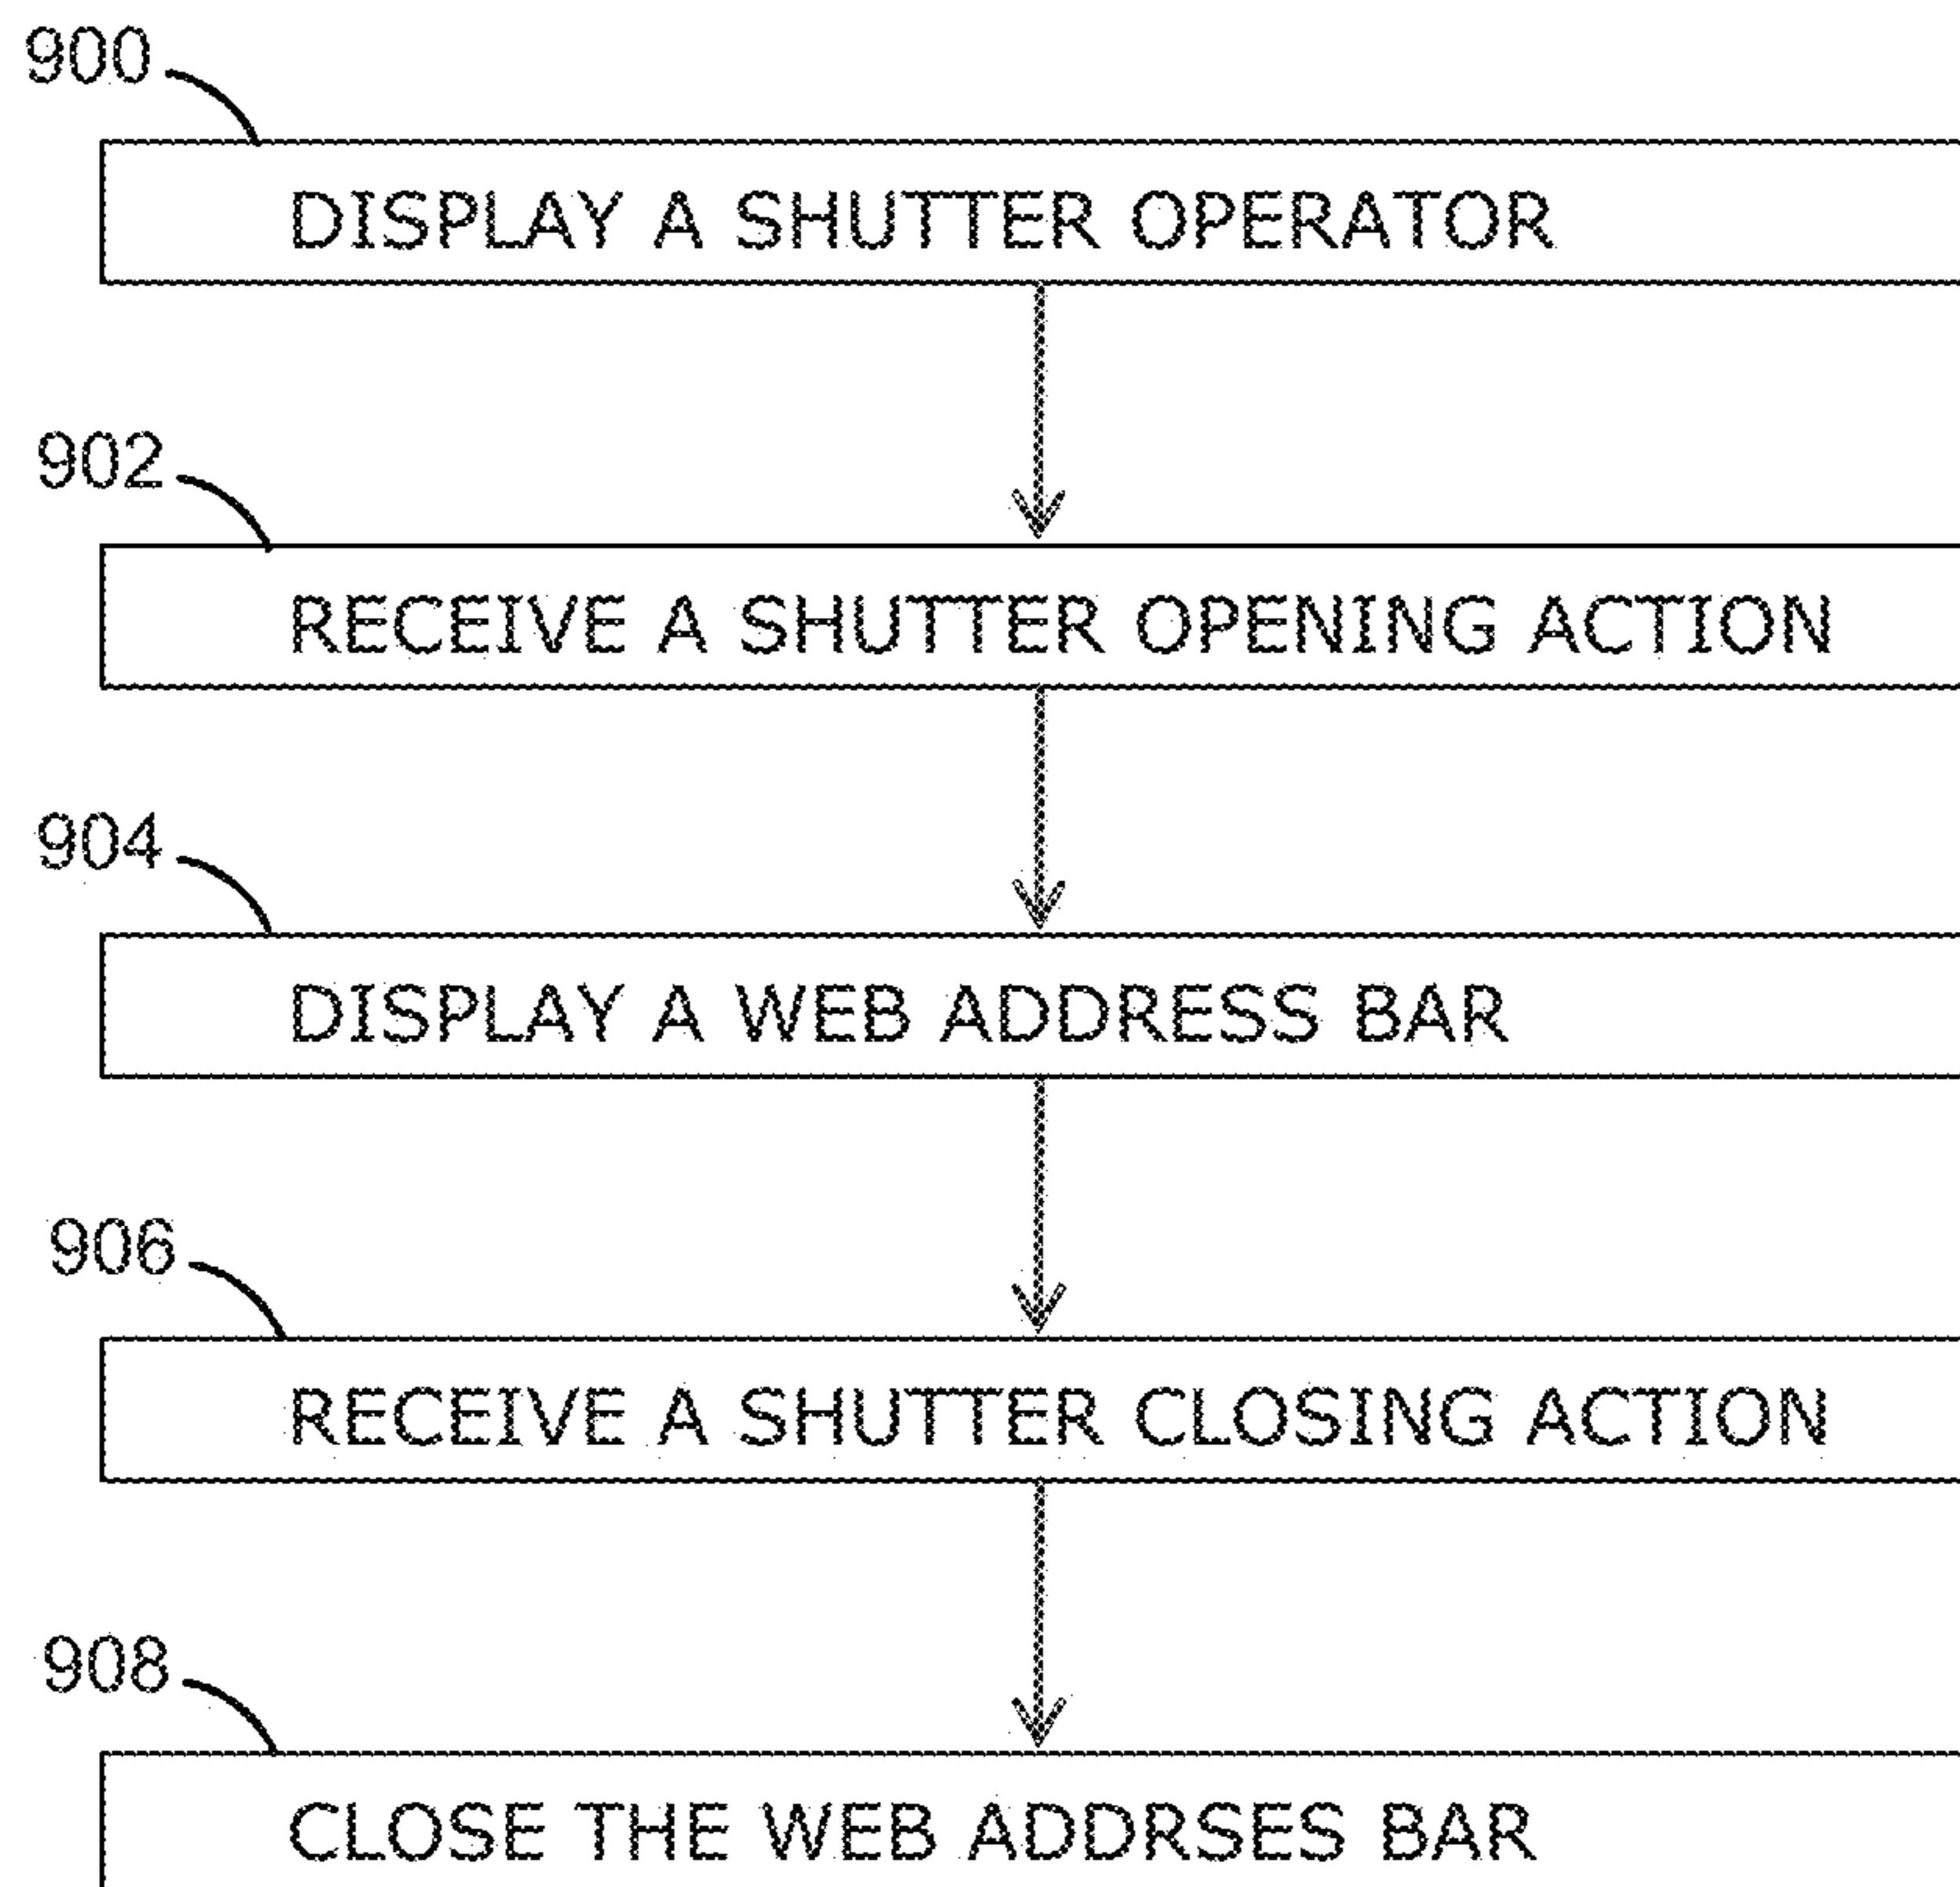 900
DISPLAY A SHUTTER OPERATOR
902
RECEIVE A SHUTTER OPENING ACTION
904
DISPLAY A WEB ADDRESS BAR
906
RECEIVE A SHUTTER CLOSING ACTION
908
CLOSE THE WEB ADDRSES BAR